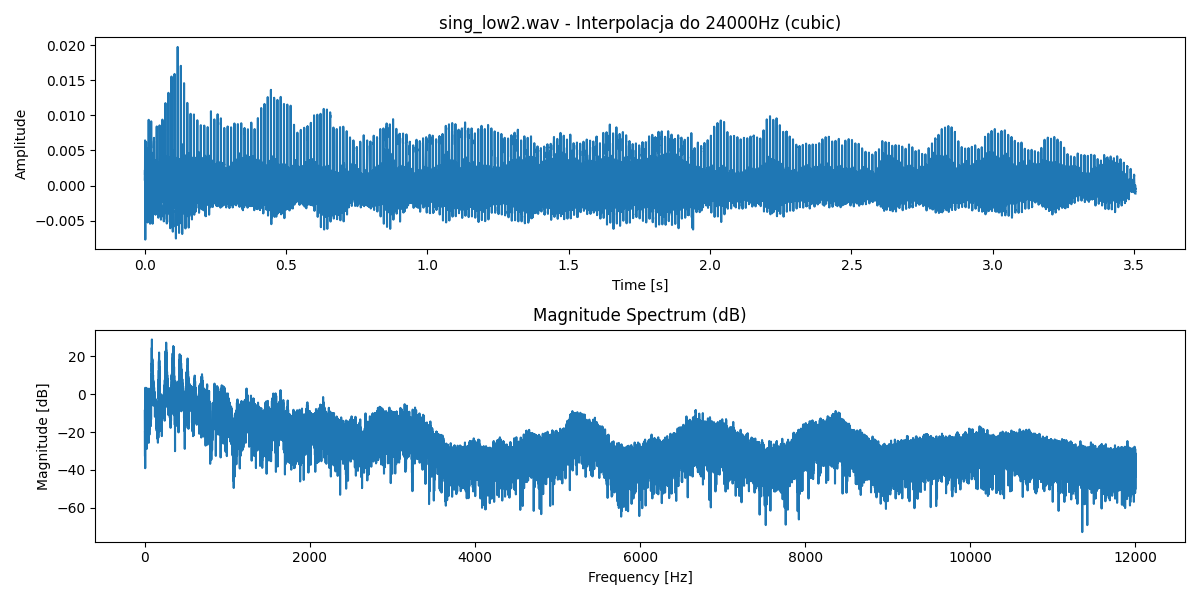 sing_low2.wav - Interpolacja do 24000Hz (cubic)
0.020
0.015
0.010
0.005
0.000
−0.005
Amplitude
0.0 0.5 1.0 1.5 2.0 2.5 3.0 3.5
Time [s]
Magnitude Spectrum (dB)
20
0
−20
−40
−60
Magnitude [dB]
0 2000 4000 6000 8000 10000 12000
Frequency [Hz]